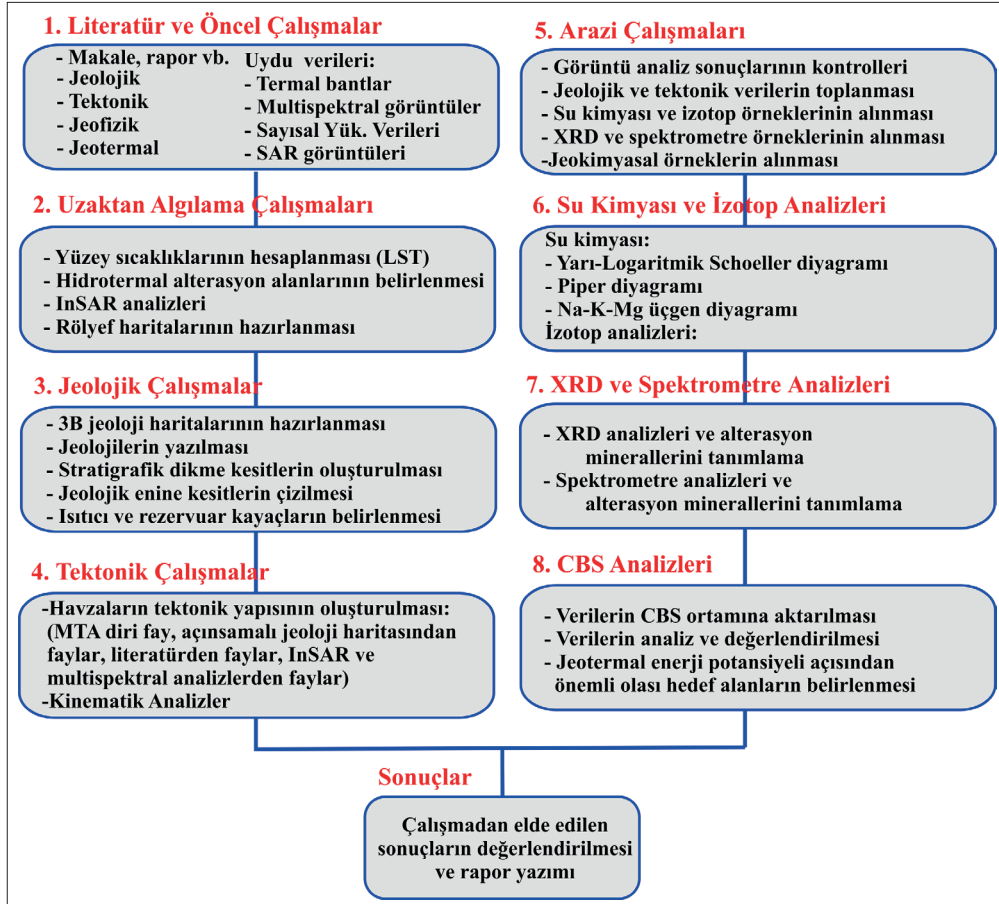 1. Literatür ve Öncel Çalışmalar
- Makale, rapor vb.
- Jeolojik
- Tektonik
- Jeofizik
- Jeotermal
Uydu verileri:
- Termal bantlar
- Multispektral görüntüler
- Sayısal Yük. Verileri
- SAR görüntüleri
2. Uzaktan Algılama Çalışmaları
- Yüzey sıcaklıklarının hesaplanması (LST)
- Hidrotermal alterasyon alanlarının belirlenmesi
- InSAR analizleri
- Rölyef haritalarının hazırlanması
3. Jeolojik Çalışmalar
- 3B jeoloji haritalarının hazırlanması
- Jeolojilerin yazılması
- Stratigrafik dikme kesitlerin oluşturulması
- Jeolojik enine kesitlerin çizilmesi
- Isıtıcı ve rezervuar kayaçların belirlenmesi
4. Tektonik Çalışmalar
-Havzaların tektonik yapısının oluşturulması:
(MTA diri fay, açınsamalı jeoloji haritasından
faylar, literatürden faylar, InSAR ve
multispektral analizlerden faylar)
-Kinematik Analizler
5. Arazi Çalışmaları
- Görüntü analiz sonuçlarının kontrolleri
- Jeolojik ve tektonik verilerin toplanması
- Su kimyası ve izotop örneklerinin alınması
- XRD ve spektrometre örneklerinin alınması
-Jeokimyasal örneklerin alınması
6. Su Kimyası ve İzotop Analizleri
Su kimyası:
- Yarı-Logaritmik Schoeller diyagramı
- Piper diyagramı
- Na-K-Mg üçgen diyagramı
İzotop analizleri:
7. XRD ve Spektrometre Analizleri
- XRD analizleri ve alterasyon
minerallerini tanımlama
- Spektrometre analizleri ve
alterasyon minerallerini tanımlama
8. CBS Analizleri
- Verilerin CBS ortamına aktarılması
- Verilerin analiz ve değerlendirilmesi
- Jeotermal enerji potansiyeli açısından
önemli olası hedef alanların belirlenmesi
Sonuçlar
Çalışmadan elde edilen
sonuçların değerlendirilmesi
ve rapor yazımı